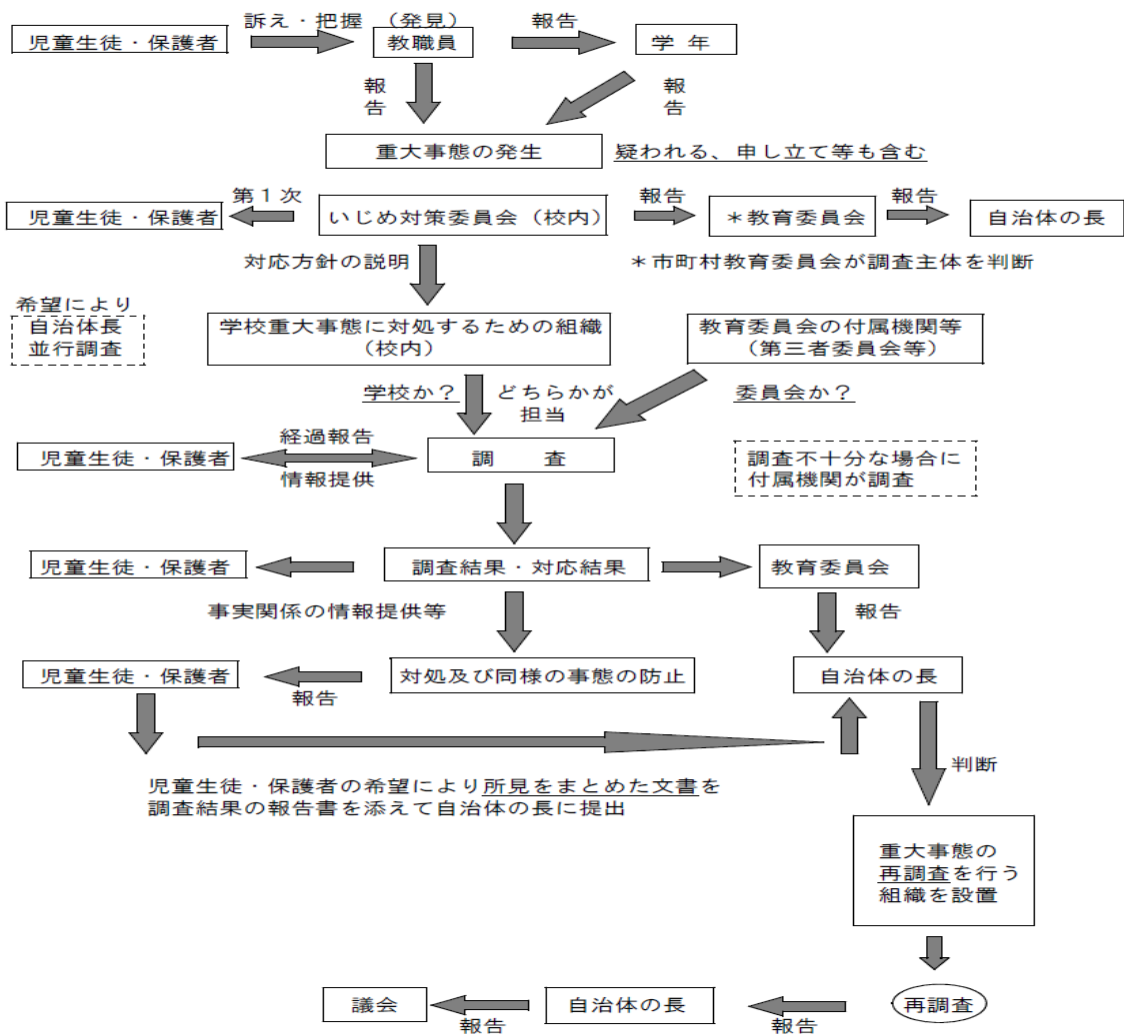 訴え・把握 （発見） 報告
児童生徒・保護者 教職員 学 年
報告 報告
重大事態の発生 疑われる、申し立て等も含む
第１次 報告 報告
児童生徒・保護者 いじめ対策委員会（校内） ＊教育委員会 自治体の長
対応方針の説明 ＊市町村教育委員会が調査主体を判断
希望により
自治体長
並行調査
学校重大事態に対処するための組織
（校内）
教育委員会の付属機関等
（第三者委員会等）
学校か？ どちらかが
担当
委員会か？
経過報告
児童生徒・保護者 調 査
情報提供
調査不十分な場合に
付属機関が調査
児童生徒・保護者 調査結果・対応結果 教育委員会
事実関係の情報提供等 報告
児童生徒・保護者 対処及び同様の事態の防止 自治体の長
報告
判断
児童生徒・保護者の希望により所見をまとめた文書を
調査結果の報告書を添えて自治体の長に提出
重大事態の
再調査を行う
組織を設置
議会 自治体の長 再調査
報告 報告